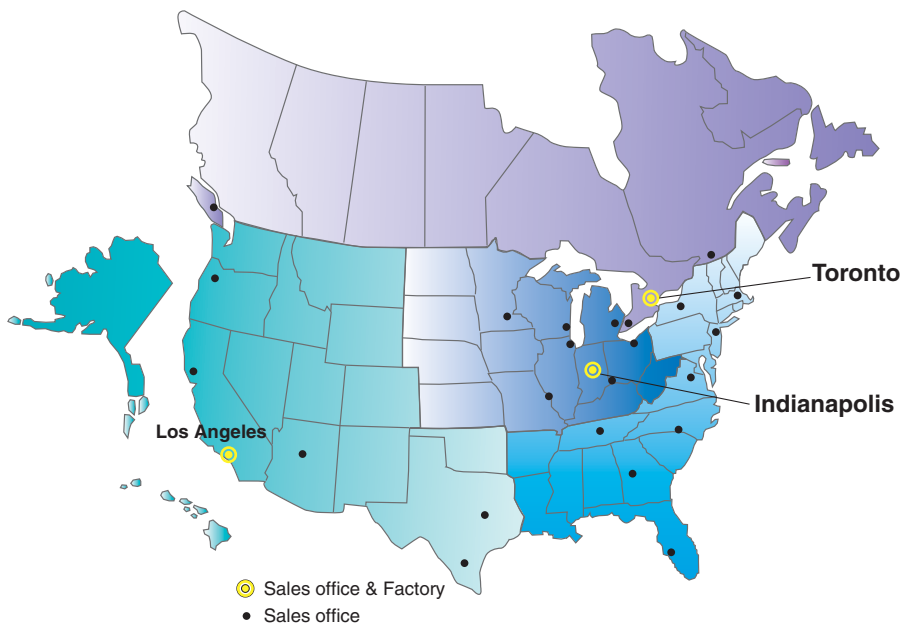 Toronto
Indianapolis
Los Angeles
Sales office & Factory
Sales office